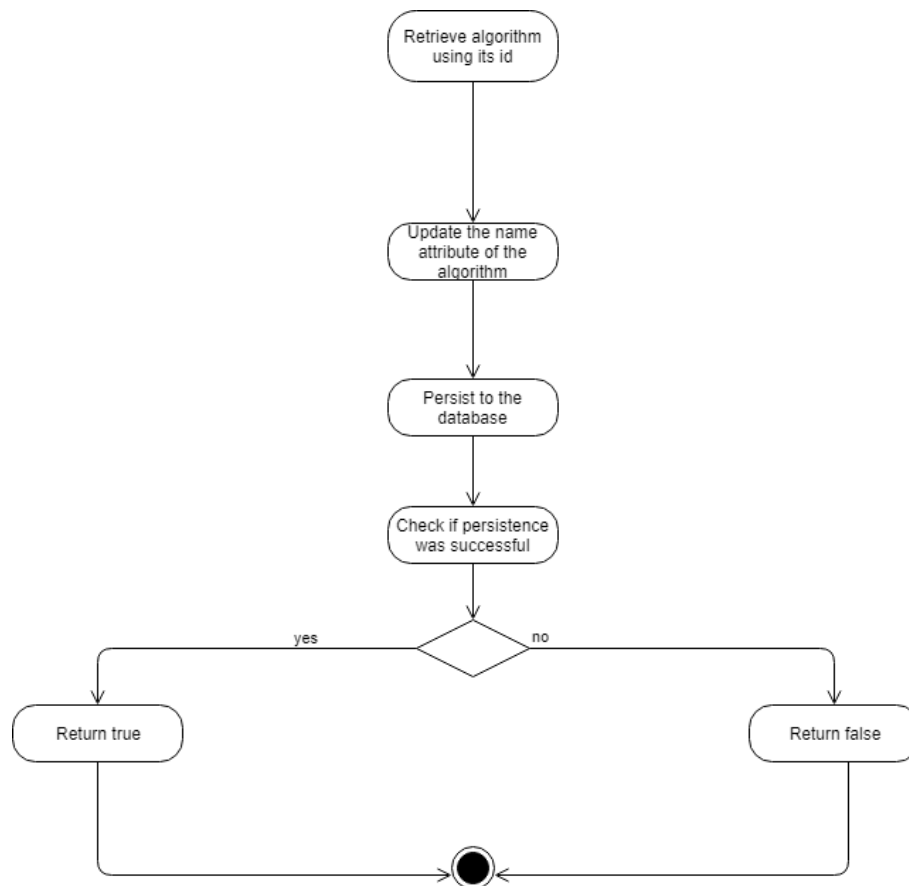 Retrieve algorithm
using its id
Update the name
attribute of the
algorithm
Persist to the
database
Check if persistence
was successful
yes
no
Return true
Return false